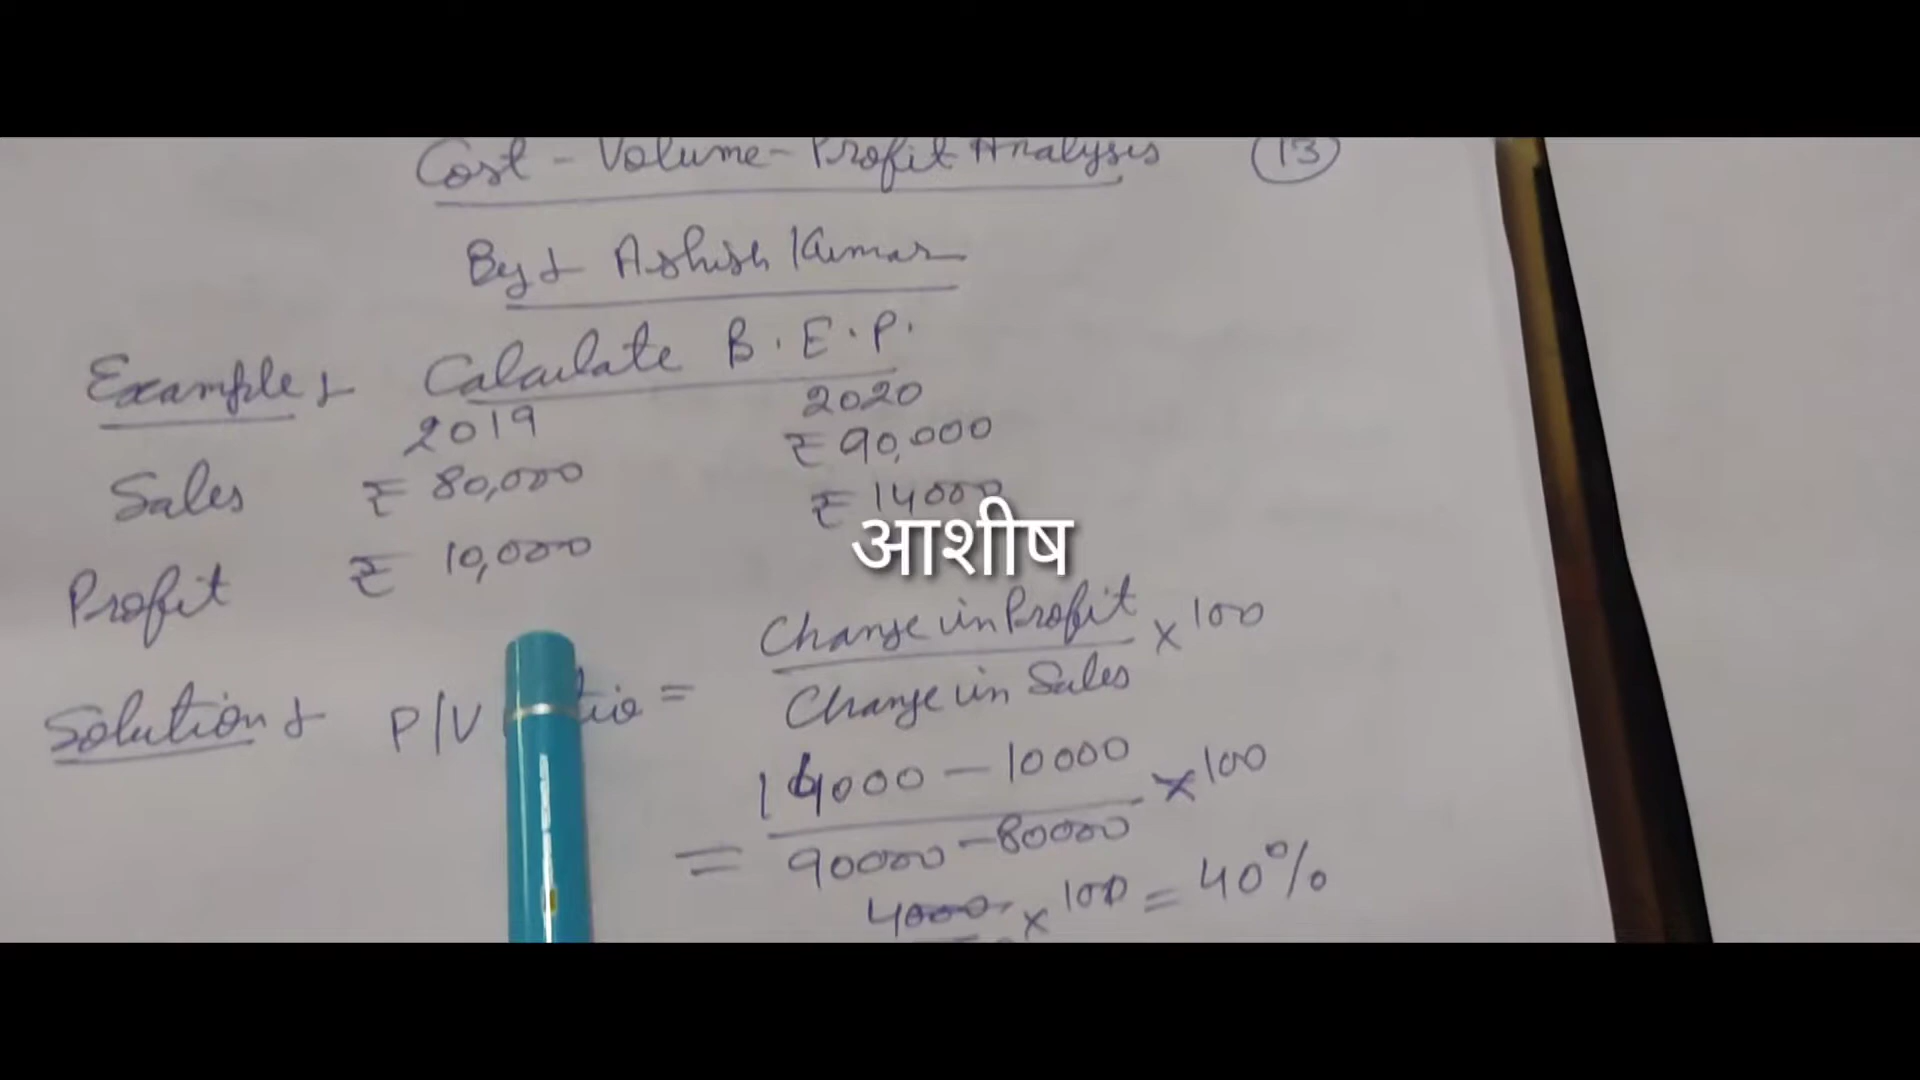 Cost - Volume - Profit Analysis 13
By Ashish Kumar
Example Calculate B.E.P.
2019 2020
Sales ₹ 80,000 ₹ 90,000
Profit ₹ 10,000 ₹ 14000
आशीष
Solution P/V = Change in Profit × 100
Change in Sales
= 14000 - 10000 × 100
90000 - 80000
4000 × 100 = 40%